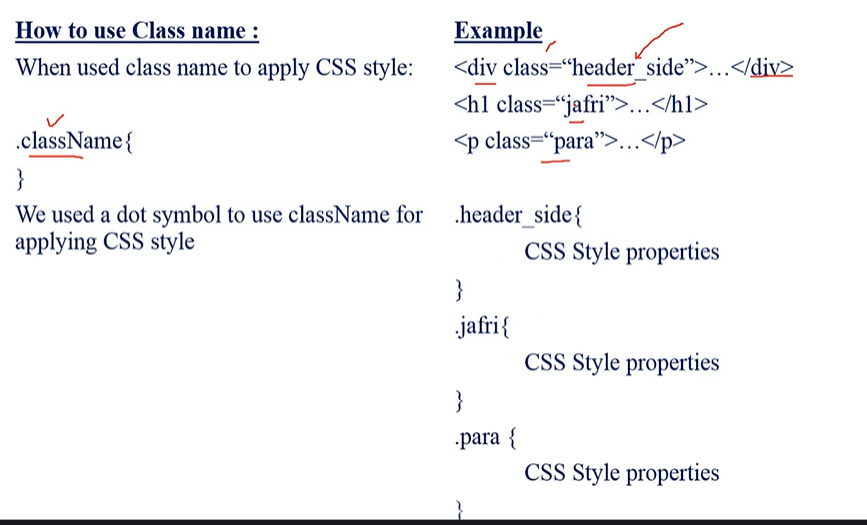 How to use Class name :
When used class name to apply CSS style:
.className{
}
We used a dot symbol to use className for
applying CSS style
Example
<div class=“header_side”>…</div>
<h1 class=“jafri”>…</h1>
<p class=“para”>…</p>
.header_side{
CSS Style properties
}
.jafri{
CSS Style properties
}
.para {
CSS Style properties
}